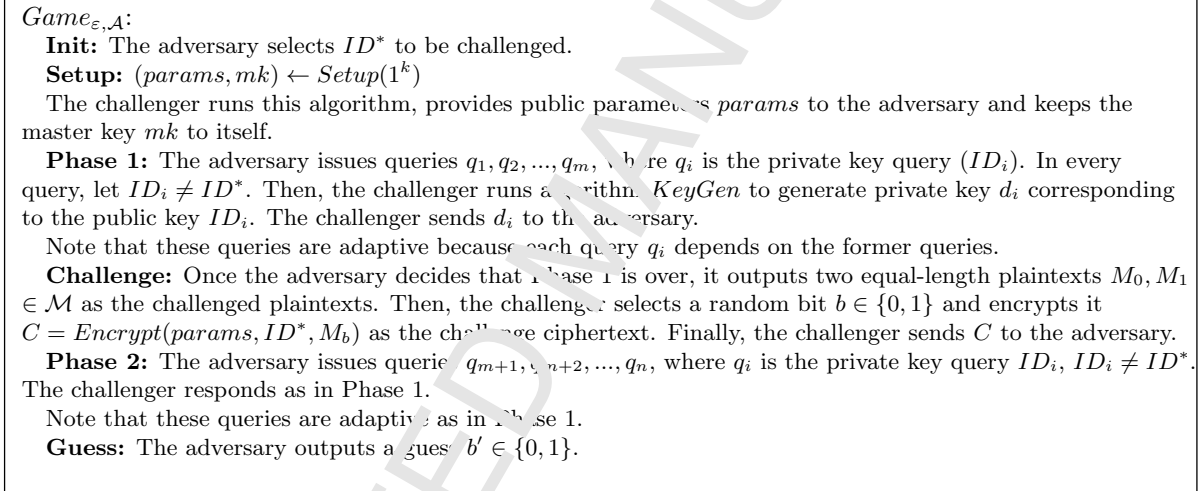 Game_{ε,𝒜}:
Init: The adversary selects ID* to be challenged.
Setup: (params, mk) ← Setup(1^k)
The challenger runs this algorithm, provides public parameters params to the adversary and keeps the
master key mk to itself.
Phase 1: The adversary issues queries q_1, q_2, ..., q_m, where q_i is the private key query (ID_i). In every
query, let ID_i ≠ ID*. Then, the challenger runs algorithm KeyGen to generate private key d_i corresponding
to the public key ID_i. The challenger sends d_i to the adversary.
Note that these queries are adaptive because each query q_i depends on the former queries.
Challenge: Once the adversary decides that Phase 1 is over, it outputs two equal-length plaintexts M_0, M_1
∈ ℳ as the challenged plaintexts. Then, the challenger selects a random bit b ∈ {0, 1} and encrypts it
C = Encrypt(params, ID*, M_b) as the challenge ciphertext. Finally, the challenger sends C to the adversary.
Phase 2: The adversary issues queries q_{m+1}, q_{m+2}, ..., q_n, where q_i is the private key query ID_i, ID_i ≠ ID*.
The challenger responds as in Phase 1.
Note that these queries are adaptive as in Phase 1.
Guess: The adversary outputs a guess b′ ∈ {0, 1}.
ED MAN